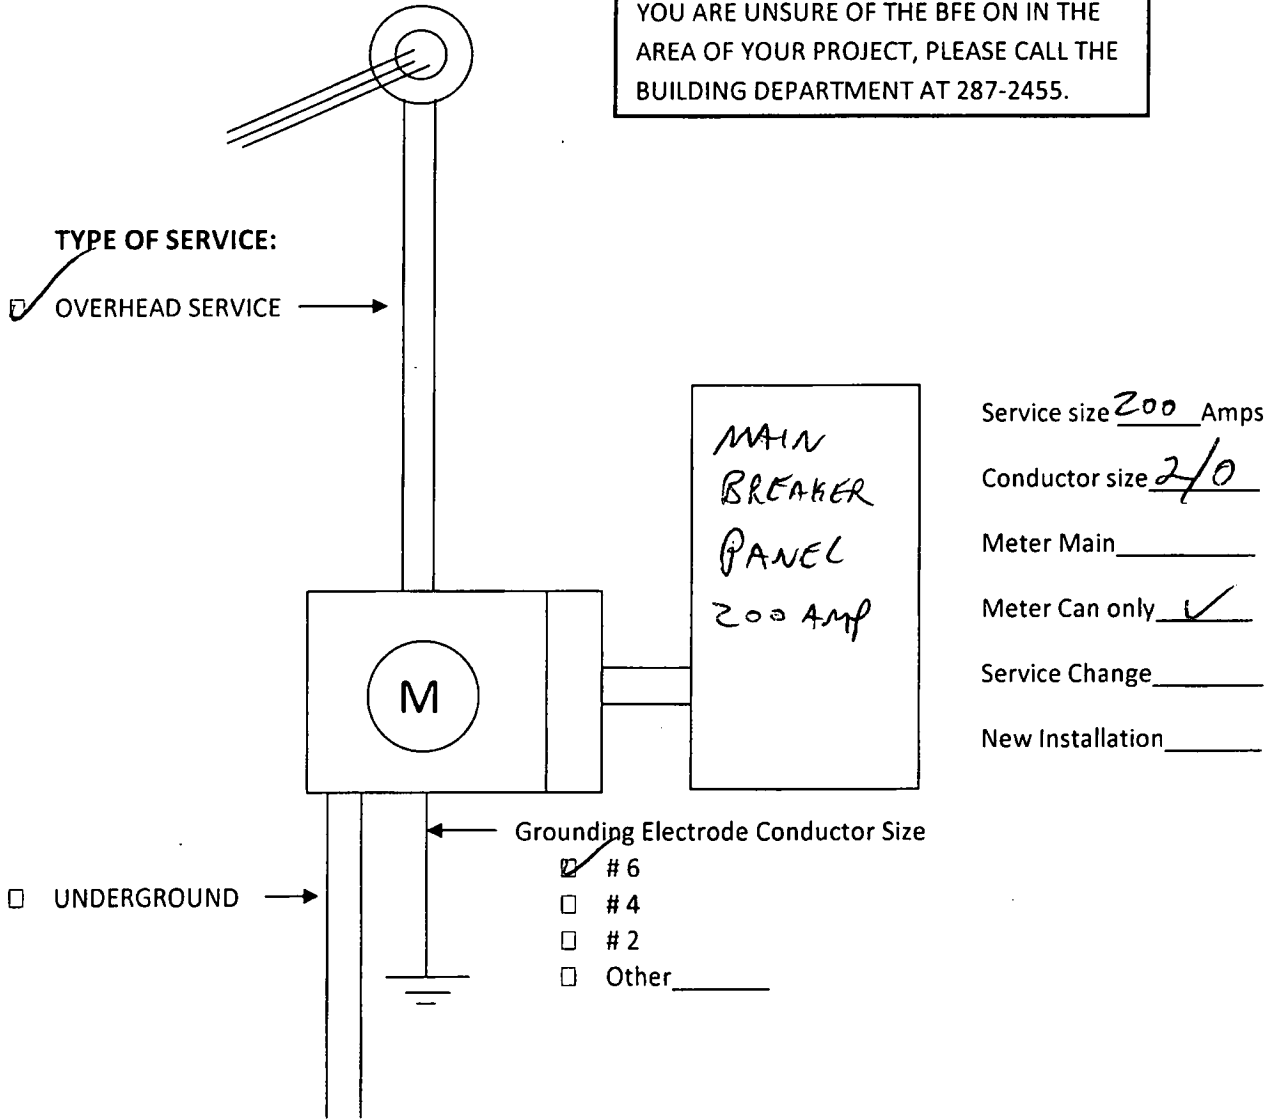 YOU ARE UNSURE OF THE BFE ON IN THE
AREA OF YOUR PROJECT, PLEASE CALL THE
BUILDING DEPARTMENT AT 287-2455.
TYPE OF SERVICE:
OVERHEAD SERVICE
MAIN
BREAKER
PANEL
200 AMP
Service size 200 Amps
Conductor size 2/0
Meter Main
Meter Can only ✓
Service Change
New Installation
M
Grounding Electrode Conductor Size
# 6
# 4
# 2
Other
UNDERGROUND